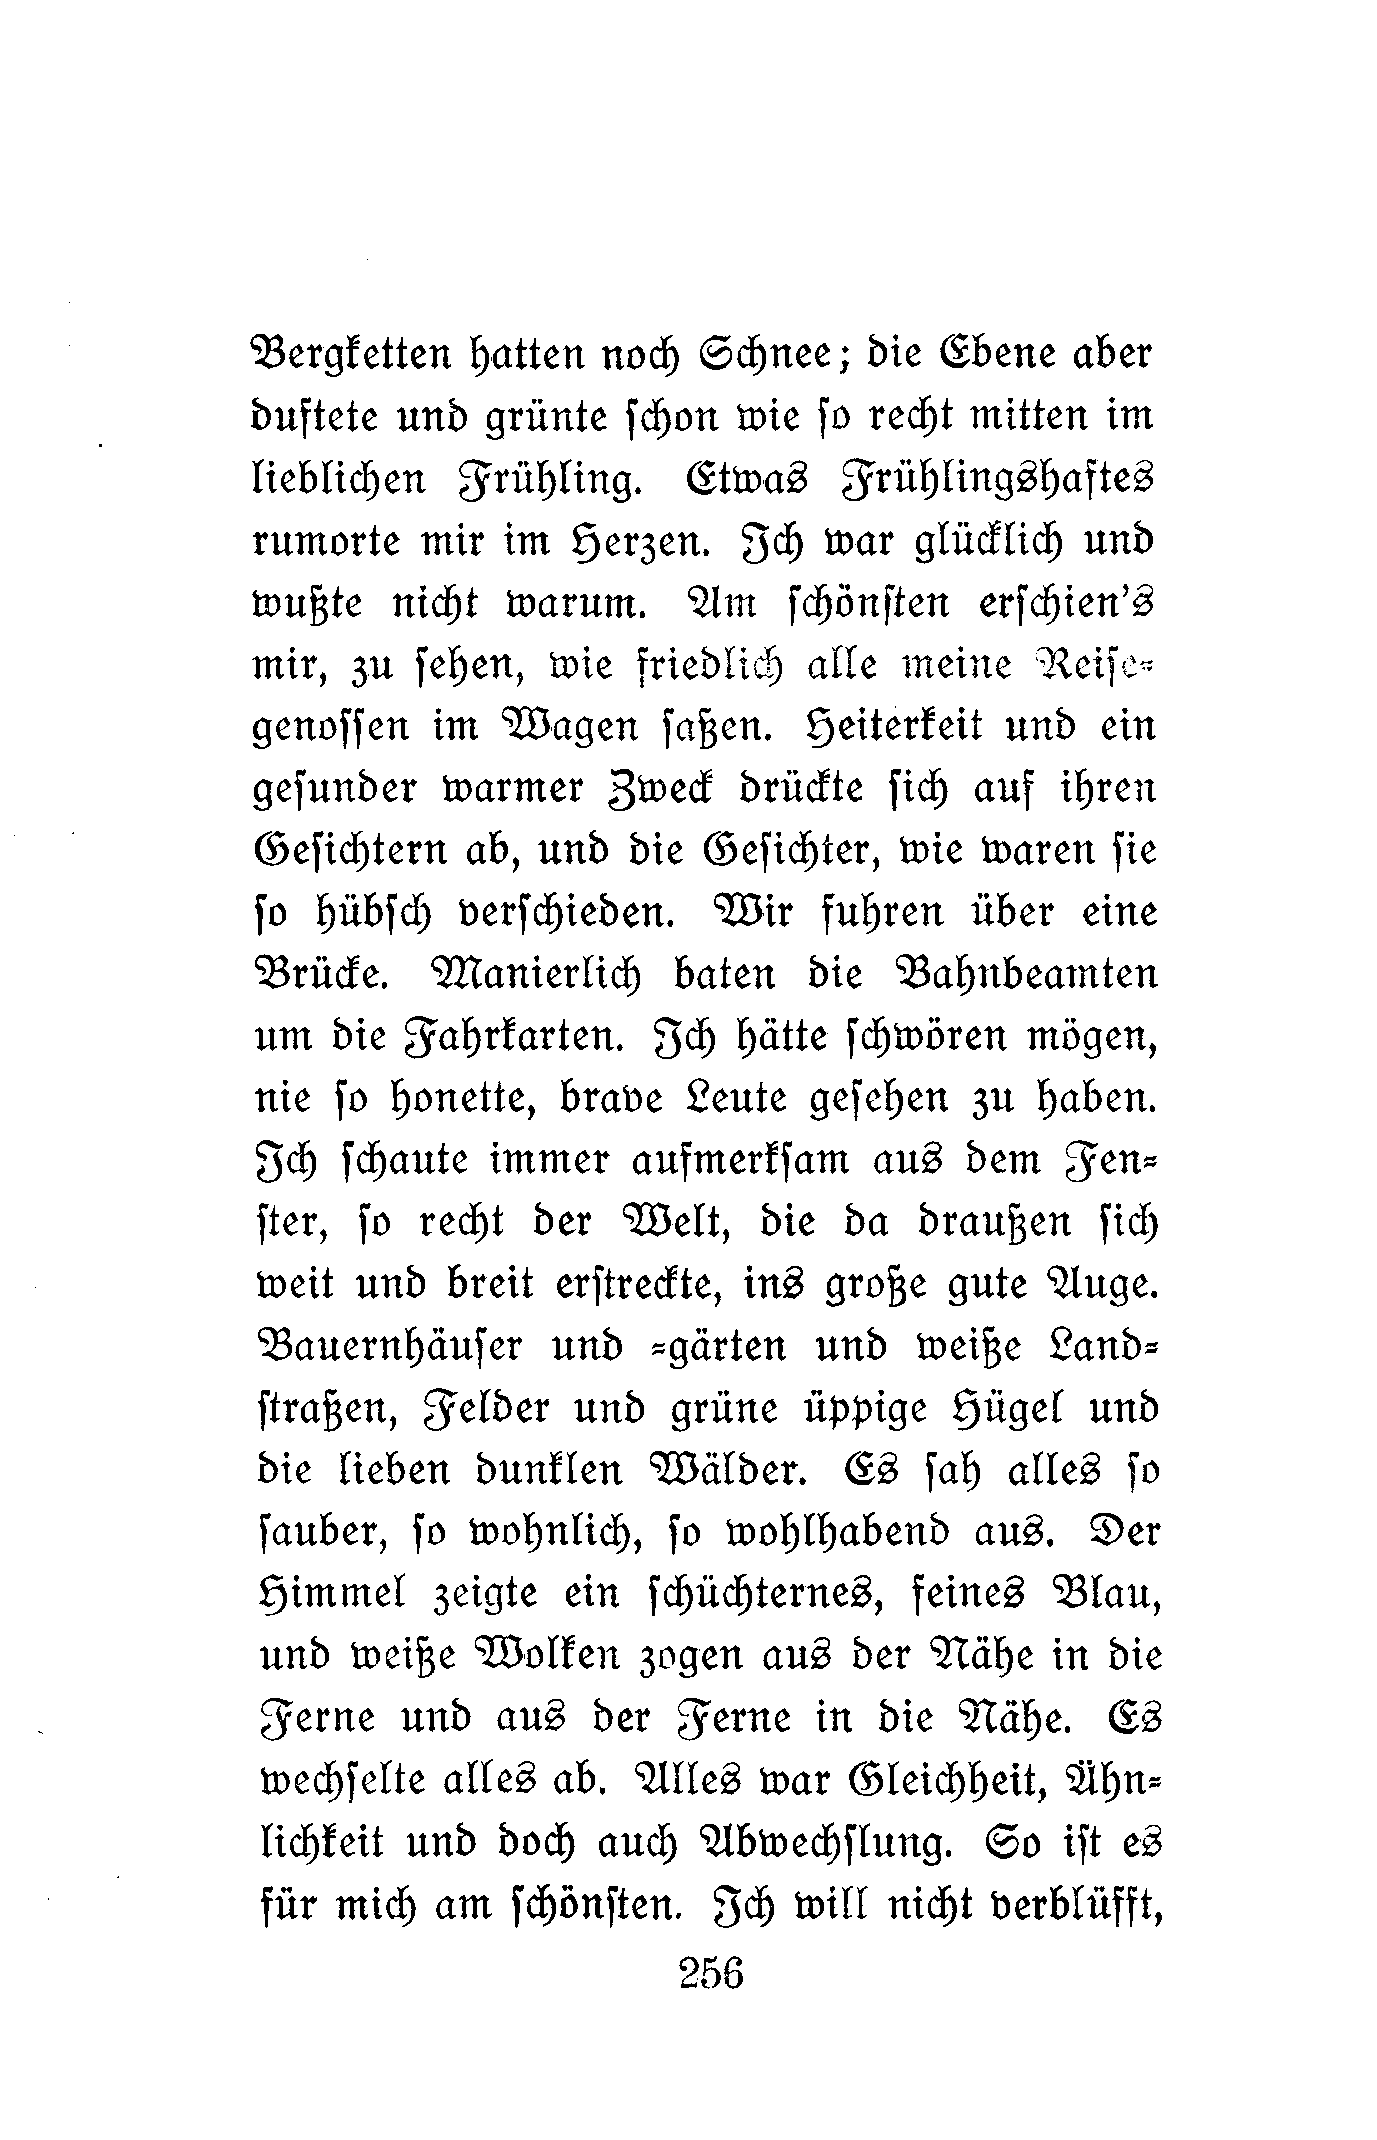 Bergketten hatten noch Schnee; die Ebene aber
duftete und grünte ſchon wie ſo recht mitten im
lieblichen Frühling. Etwas Frühlingshaftes
rumorte mir im Herzen. Ich war glücklich und
wußte nicht warum. Am ſchönſten erſchien's
mir, zu ſehen, wie friedlich alle meine Reiſe⸗
genoſſen im Wagen ſaßen. Heiterkeit und ein
geſunder warmer Zweck drückte ſich auf ihren
Geſichtern ab, und die Geſichter, wie waren ſie
ſo hübſch verſchieden. Wir fuhren über eine
Brücke. Manierlich baten die Bahnbeamten
um die Fahrkarten. Ich hätte ſchwören mögen,
nie ſo honette, brave Leute geſehen zu haben.
Ich ſchaute immer aufmerkſam aus dem Fen⸗
ſter, ſo recht der Welt, die da draußen ſich
weit und breit erſtreckte, ins große gute Auge.
Bauernhäuſer und ⸗gärten und weiße Land⸗
ſtraßen, Felder und grüne üppige Hügel und
die lieben dunklen Wälder. Es ſah alles ſo
ſauber, ſo wohnlich, ſo wohlhabend aus. Der
Himmel zeigte ein ſchüchternes, feines Blau,
und weiße Wolken zogen aus der Nähe in die
Ferne und aus der Ferne in die Nähe. Es
wechſelte alles ab. Alles war Gleichheit, Ähn⸗
lichkeit und doch auch Abwechſlung. So iſt es
für mich am ſchönſten. Ich will nicht verblüfft,
256